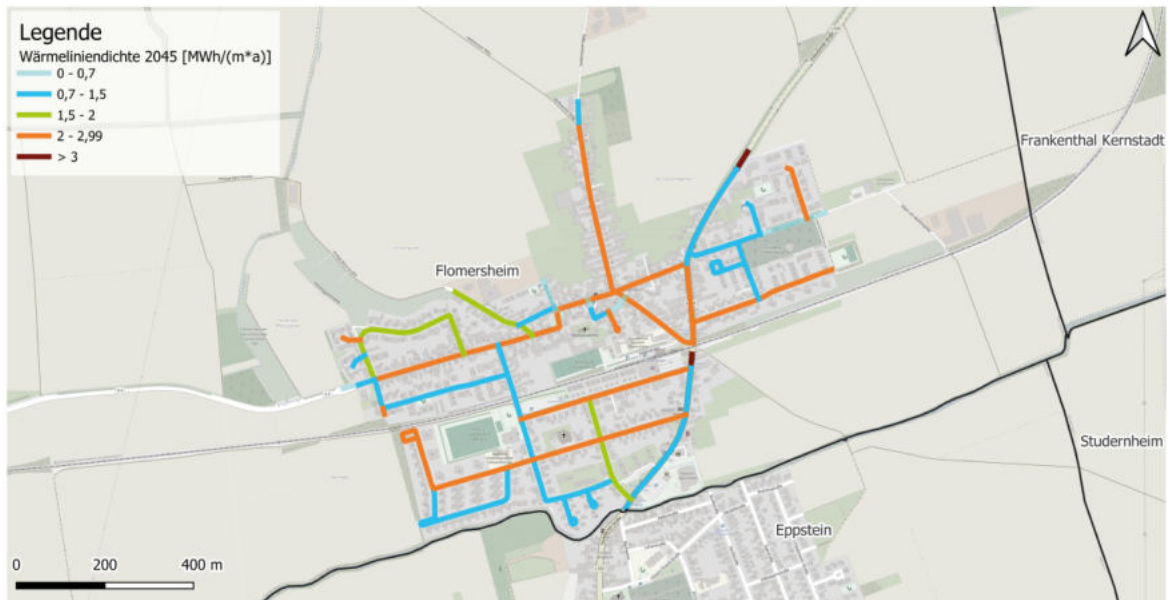 Legende
Wärmeliniendichte 2045 [MWh/(m*a)]
0 - 0,7
0,7 - 1,5
1,5 - 2
2 - 2,99
> 3
Frankenthal Kernstadt
Flomersheim
Studernheim
Eppstein
0 200 400 m